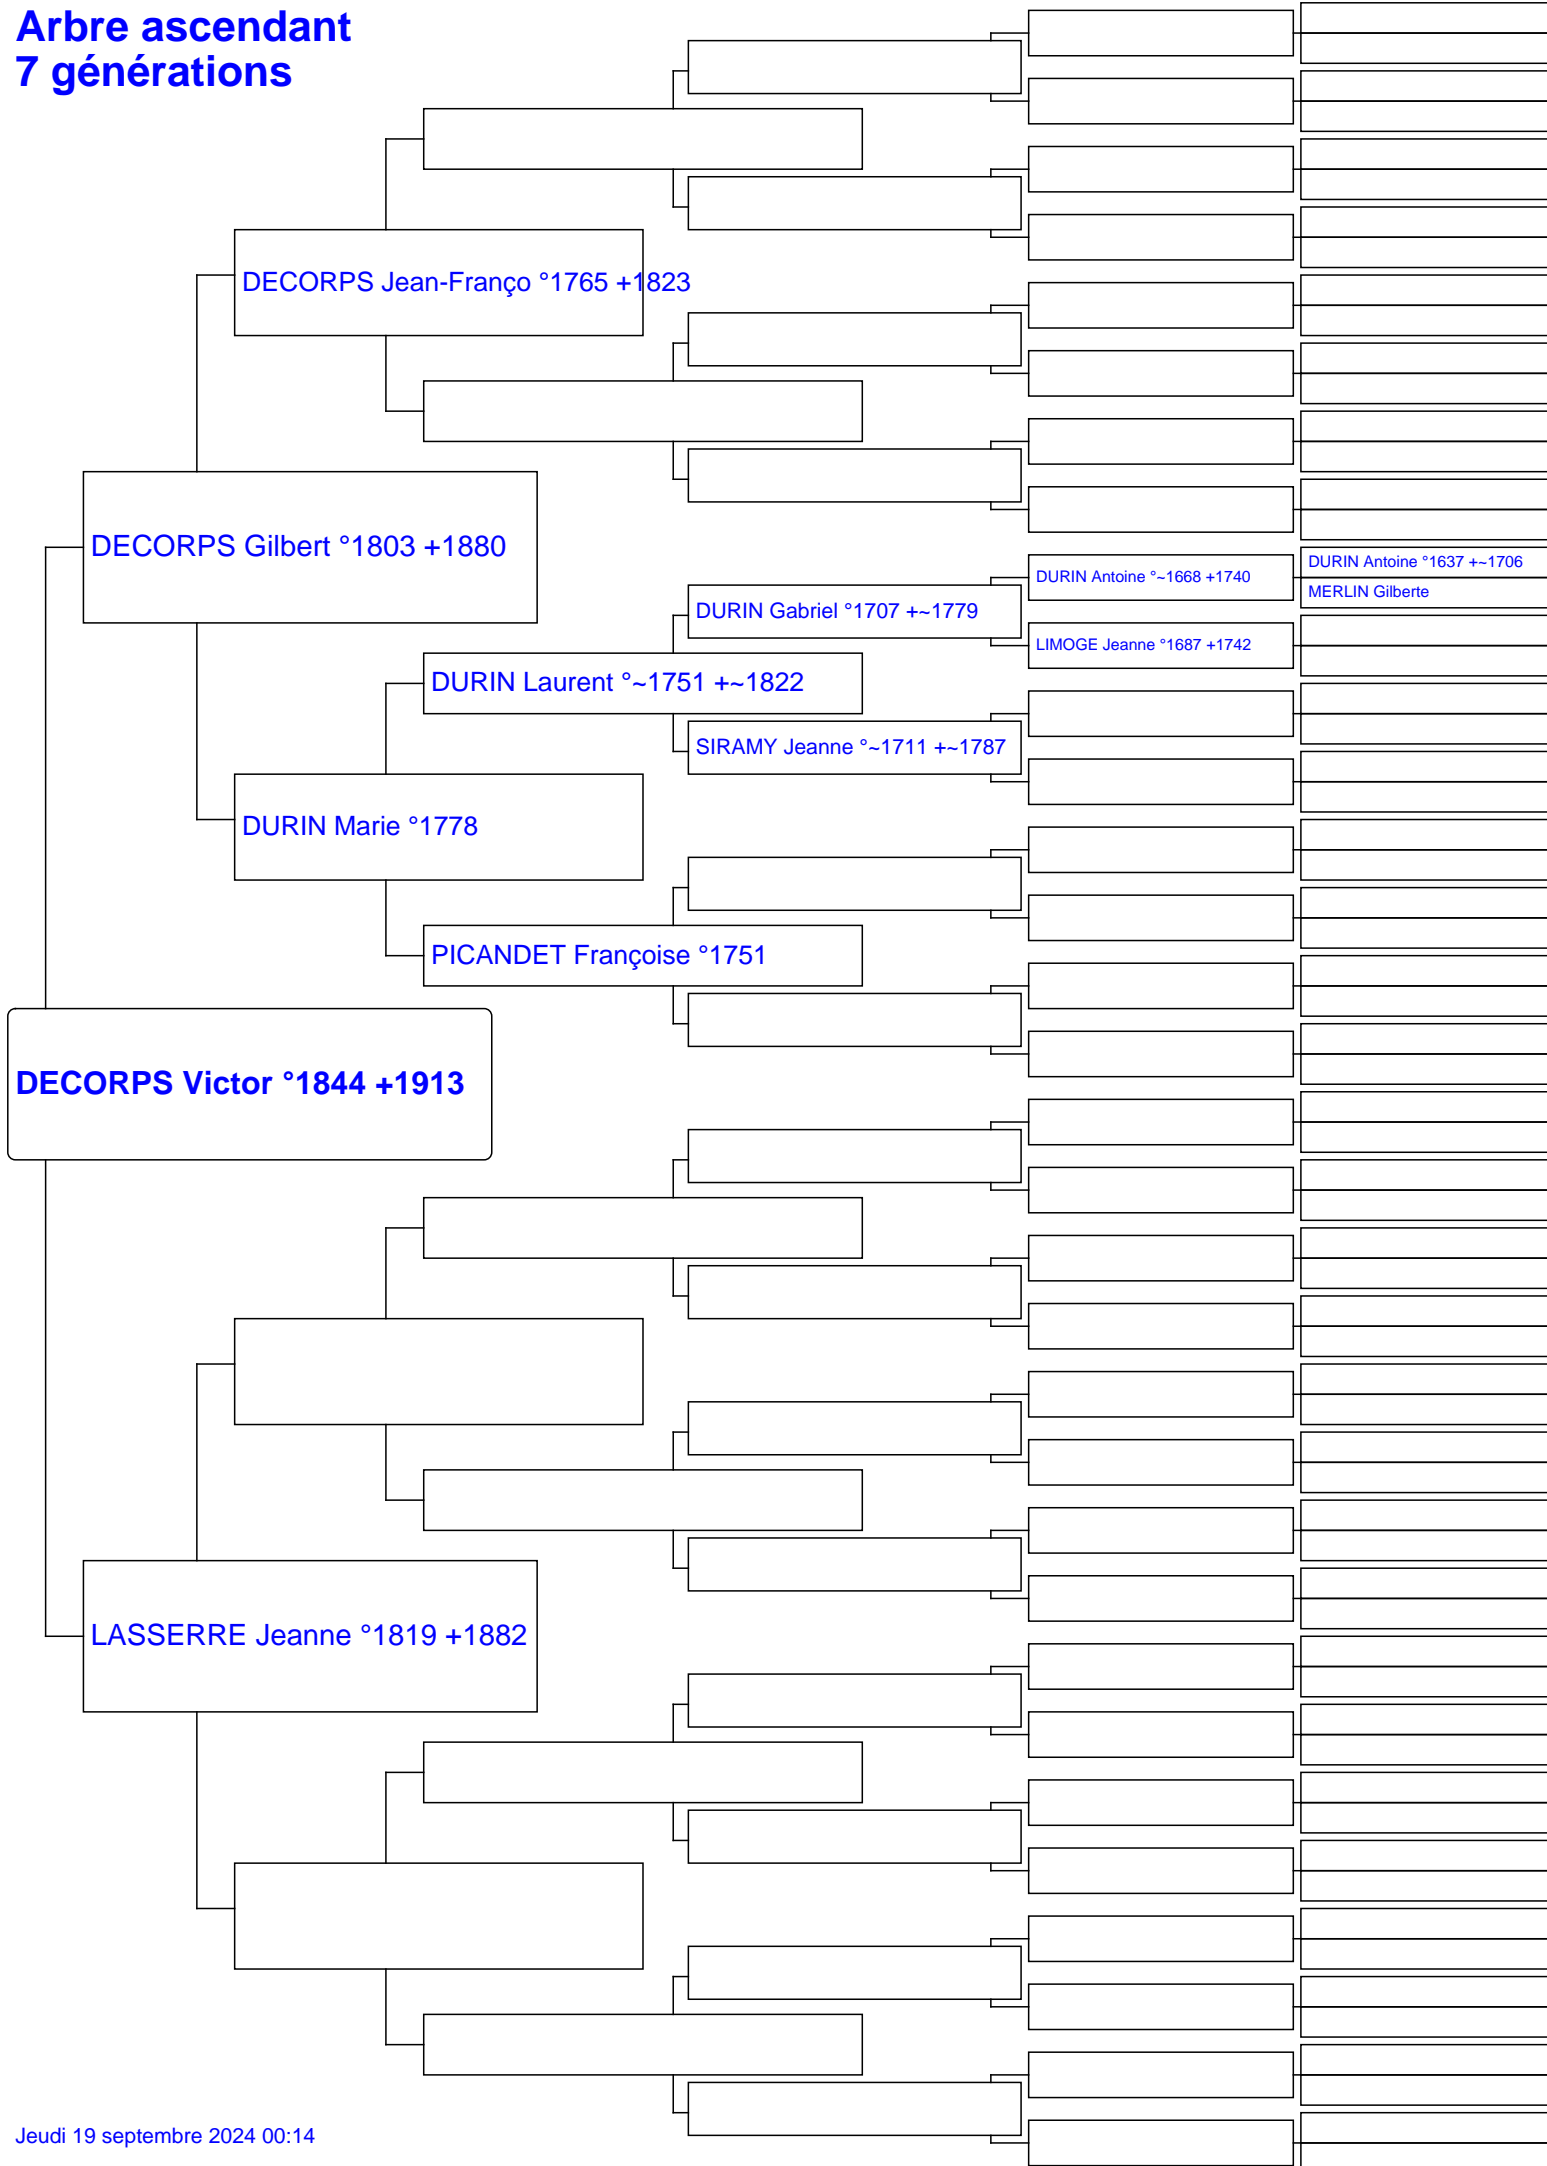 Arbre ascendant
7 générations
DECORPS Jean-Franço °1765 +1823
DECORPS Gilbert °1803 +1880
DURIN Antoine °1637 +~1706
DURIN Antoine °~1668 +1740
MERLIN Gilberte
DURIN Gabriel °1707 +~1779
LIMOGE Jeanne °1687 +1742
DURIN Laurent °~1751 +~1822
SIRAMY Jeanne °~1711 +~1787
DURIN Marie °1778
PICANDET Françoise °1751
DECORPS Victor °1844 +1913
LASSERRE Jeanne °1819 +1882
Jeudi 19 septembre 2024 00:14